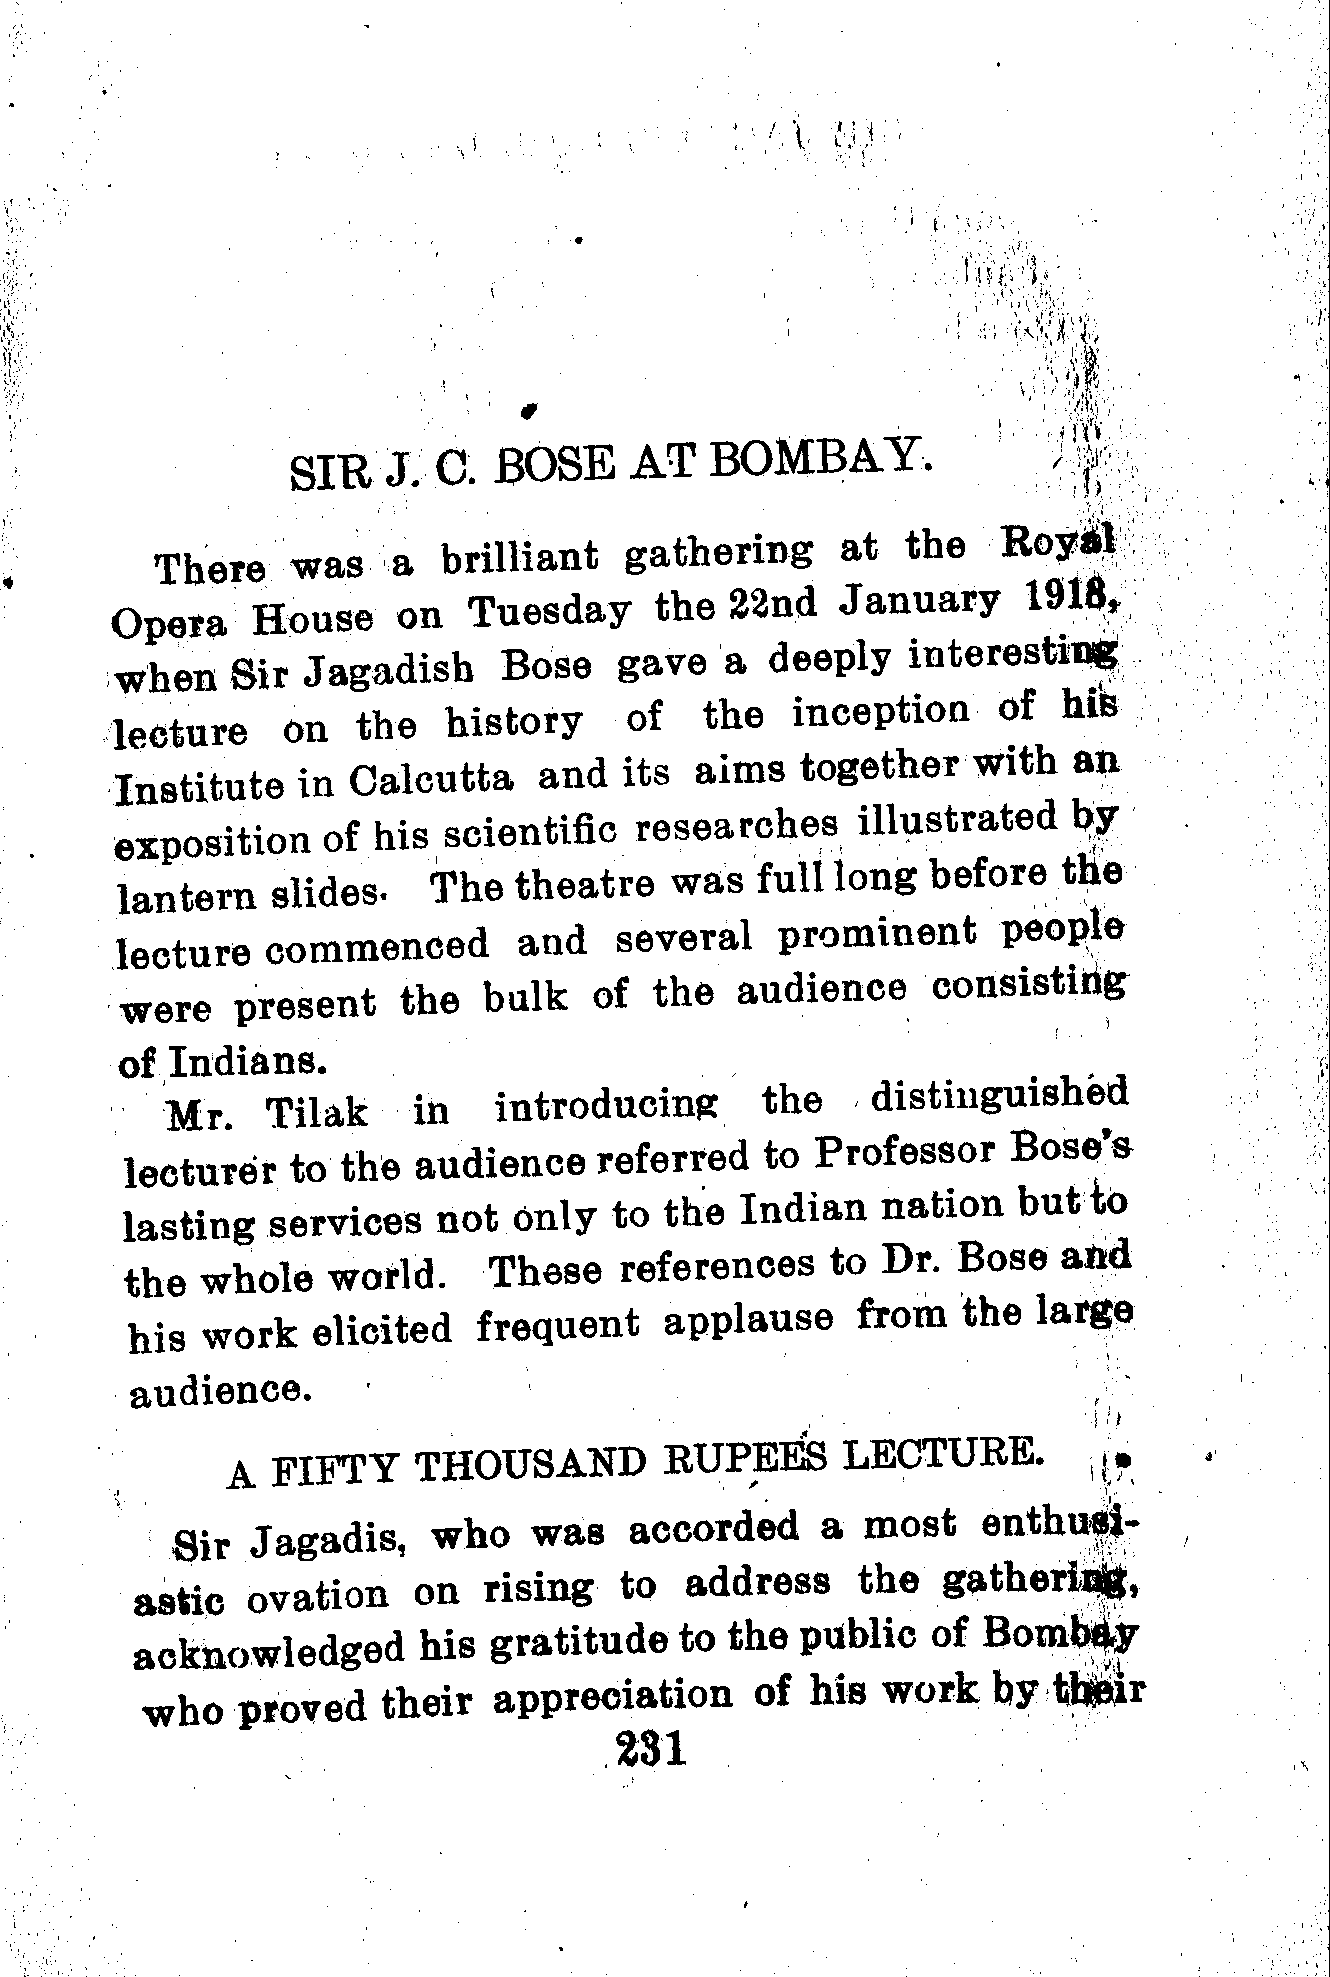 SIR J. C. BOSE AT BOMBAY.
There was a brilliant gathering at the Royal
Opera House on Tuesday the 22nd January 1918,
when Sir Jagadish Bose gave a deeply interesting
lecture on the history of the inception of his
Institute in Calcutta and its aims together with an
exposition of his scientific researches illustrated by
lantern slides. The theatre was full long before the
lecture commenced and several prominent people
were present the bulk of the audience consisting
of Indians.
Mr. Tilak in introducing the distinguished
lecturer to the audience referred to Professor Bose's
lasting services not only to the Indian nation but to
the whole world. These references to Dr. Bose and
his work elicited frequent applause from the large
audience.
A FIFTY THOUSAND RUPEES LECTURE.
Sir Jagadis, who was accorded a most enthusi-
astic ovation on rising to address the gathering,
acknowledged his gratitude to the public of Bombay
who proved their appreciation of his work by their
231